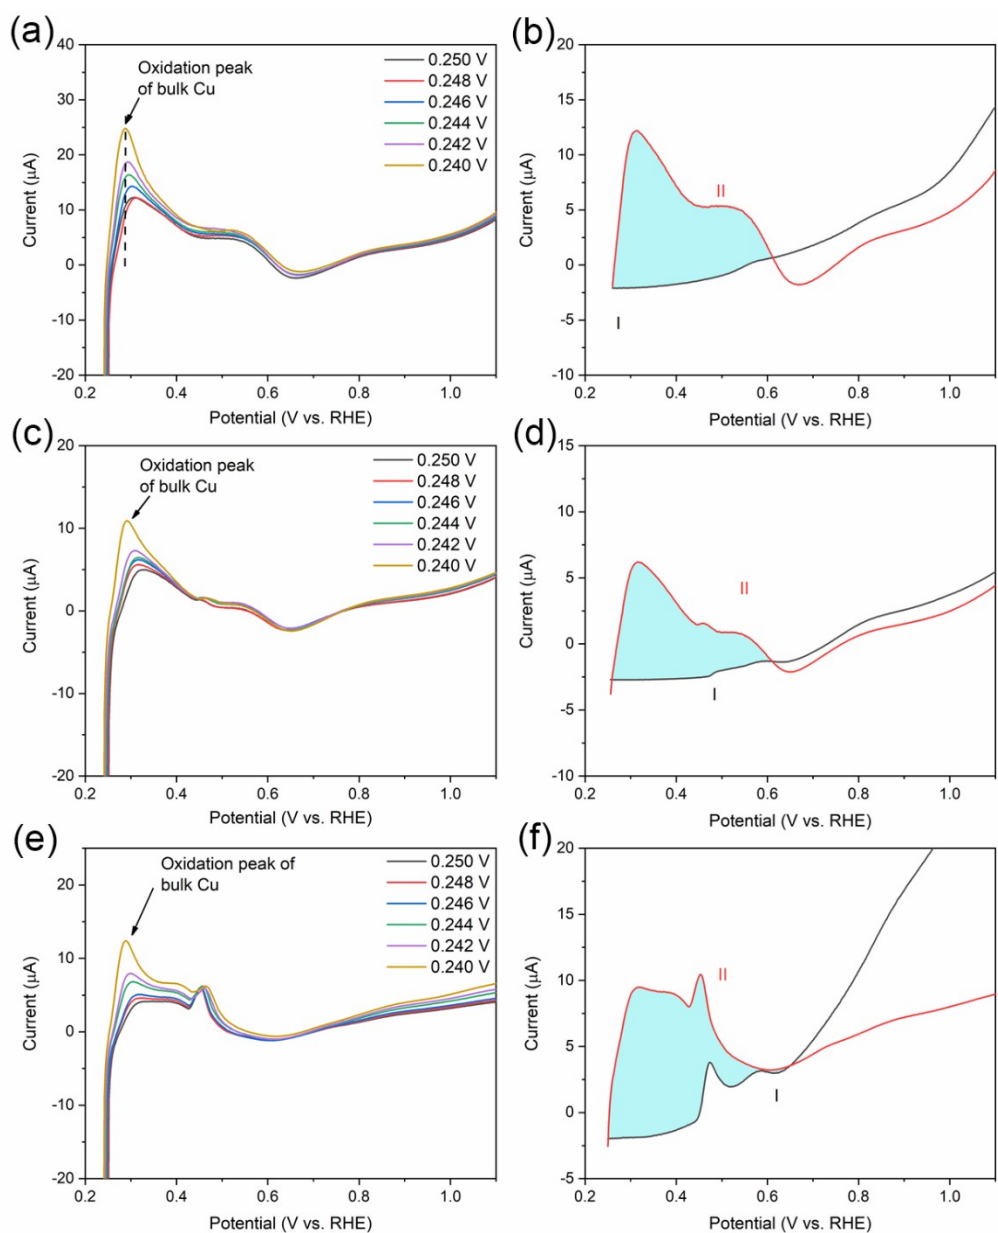 (a)
Oxidation peak
of bulk Cu
0.250 V
0.248 V
0.246 V
0.244 V
0.242 V
0.240 V
40
30
20
10
0
-10
-20
Current (µA)
0.2
0.4
0.6
0.8
1.0
Potential (V vs. RHE)
(b)
20
15
10
5
0
-5
-10
Current (µA)
II
I
0.2
0.4
0.6
0.8
1.0
Potential (V vs. RHE)
(c)
Oxidation peak
of bulk Cu
0.250 V
0.248 V
0.246 V
0.244 V
0.242 V
0.240 V
20
10
0
-10
-20
Current (µA)
0.2
0.4
0.6
0.8
1.0
Potential (V vs. RHE)
(d)
15
10
5
0
-5
-10
Current (µA)
II
I
0.2
0.4
0.6
0.8
1.0
Potential (V vs. RHE)
(e)
Oxidation peak of
bulk Cu
0.250 V
0.248 V
0.246 V
0.244 V
0.242 V
0.240 V
20
10
0
-10
-20
Current (µA)
0.2
0.4
0.6
0.8
1.0
Potential (V vs. RHE)
(f)
20
15
10
5
0
-5
Current (µA)
II
I
0.2
0.4
0.6
0.8
1.0
Potential (V vs. RHE)